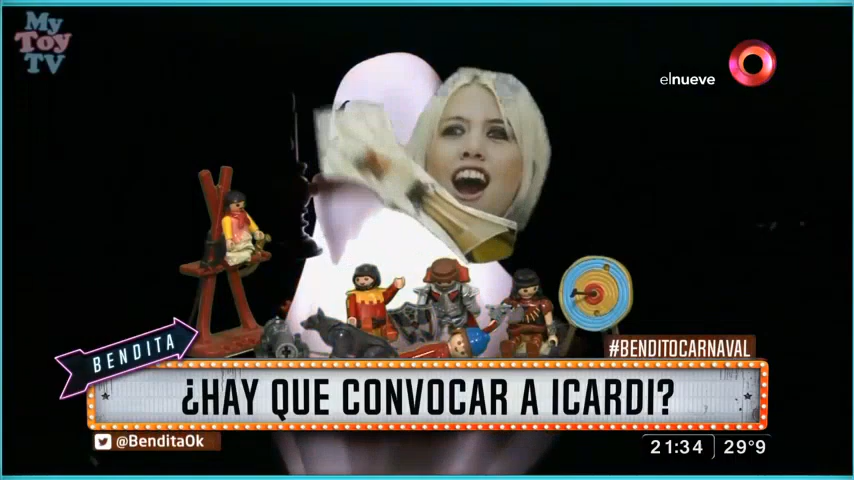 My
Toy
TV
elnueve
#BENDITOCARNAVAL
BENDITA
¿HAY QUE CONVOCAR A ICARDI?
@BenditaOk
21:34 29°9